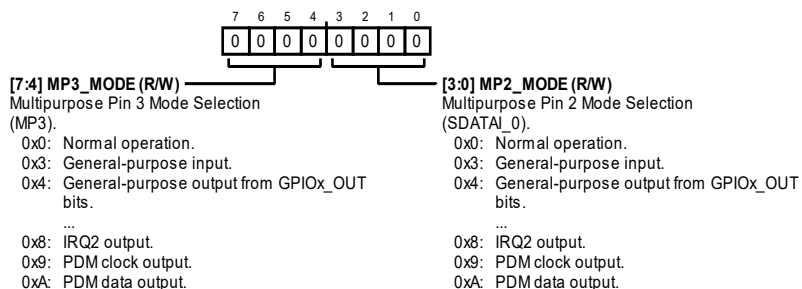 7 6 5 4 3 2 1 0
0 0 0 0 0 0 0 0
[7:4] MP3_MODE (R/W)
Multipurpose Pin 3 Mode Selection
(MP3).
0x0: Normal operation.
0x3: General-purpose input.
0x4: General-purpose output from GPIOx_OUT
bits.
...
0x8: IRQ2 output.
0x9: PDM clock output.
0xA: PDM data output.
[3:0] MP2_MODE (R/W)
Multipurpose Pin 2 Mode Selection
(SDATAI_0).
0x0: Normal operation.
0x3: General-purpose input.
0x4: General-purpose output from GPIOx_OUT
bits.
...
0x8: IRQ2 output.
0x9: PDM clock output.
0xA: PDM data output.